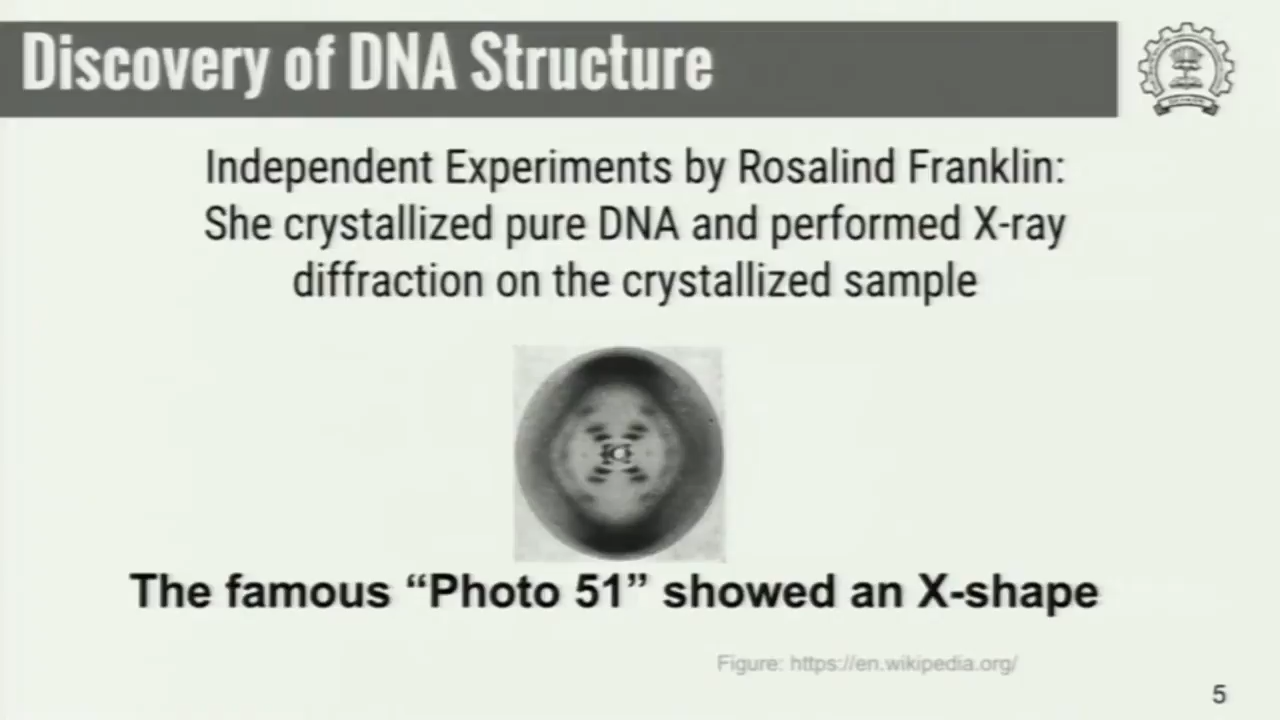 Discovery of DNA Structure
Independent Experiments by Rosalind Franklin:
She crystallized pure DNA and performed X-ray
diffraction on the crystallized sample
The famous “Photo 51” showed an X-shape
Figure: https://en.wikipedia.org/
5